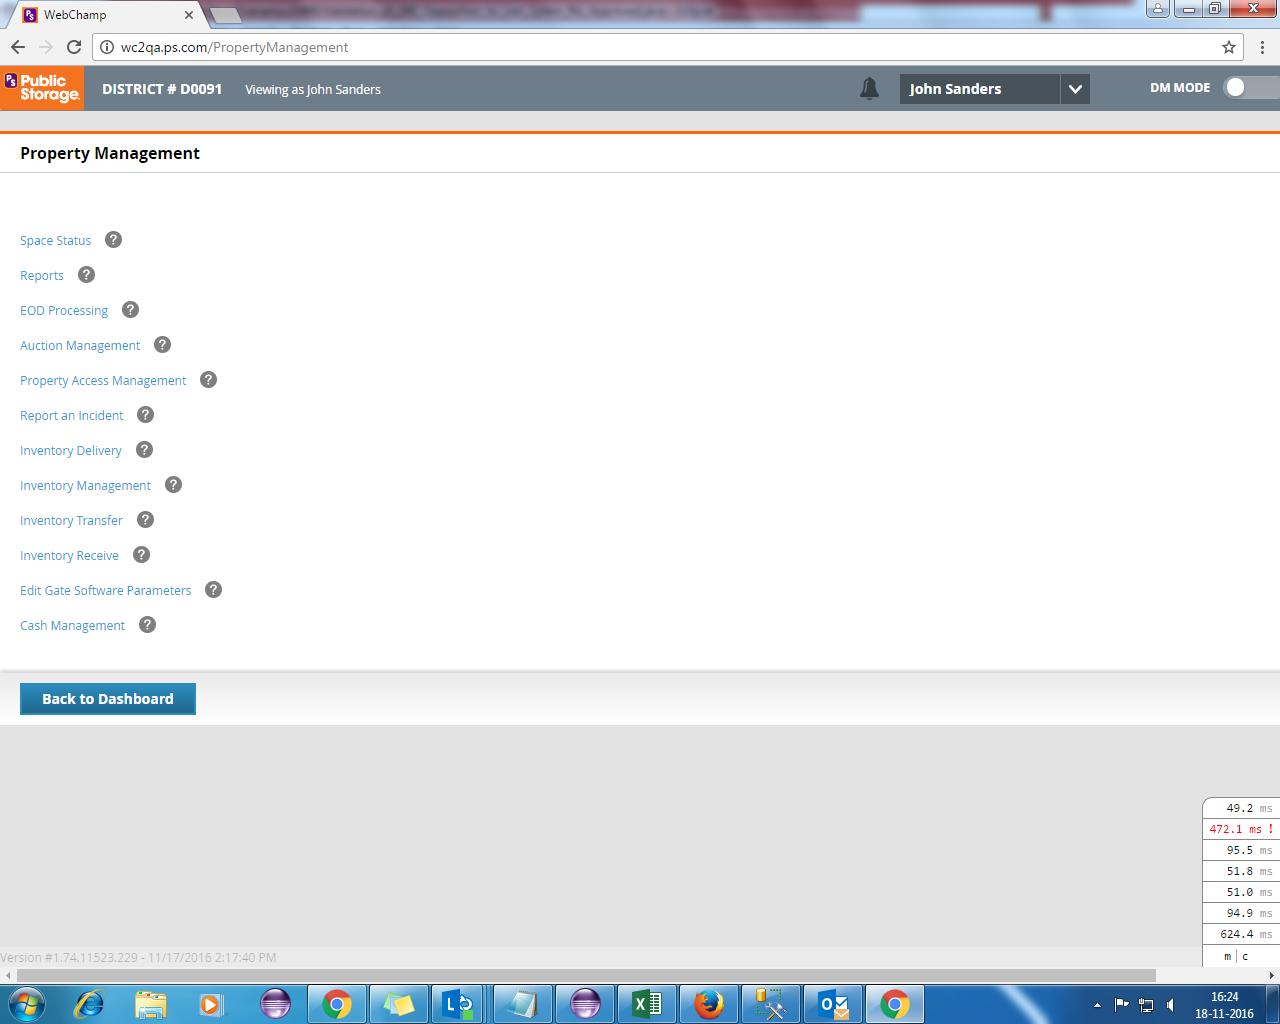 WebChamp
wc2qa.ps.com/PropertyManagement
PS Public Storage. DISTRICT # D0091 Viewing as John Sanders John Sanders DM MODE
Property Management
Space Status ?
Reports ?
EOD Processing ?
Auction Management ?
Property Access Management ?
Report an Incident ?
Inventory Delivery ?
Inventory Management ?
Inventory Transfer ?
Inventory Receive ?
Edit Gate Software Parameters ?
Cash Management ?
Back to Dashboard
49.2 ms
472.1 ms !
95.5 ms
51.8 ms
51.0 ms
94.9 ms
624.4 ms
m | c
Version #1.74.11523.229 - 11/17/2016 2:17:40 PM
16:24
18-11-2016